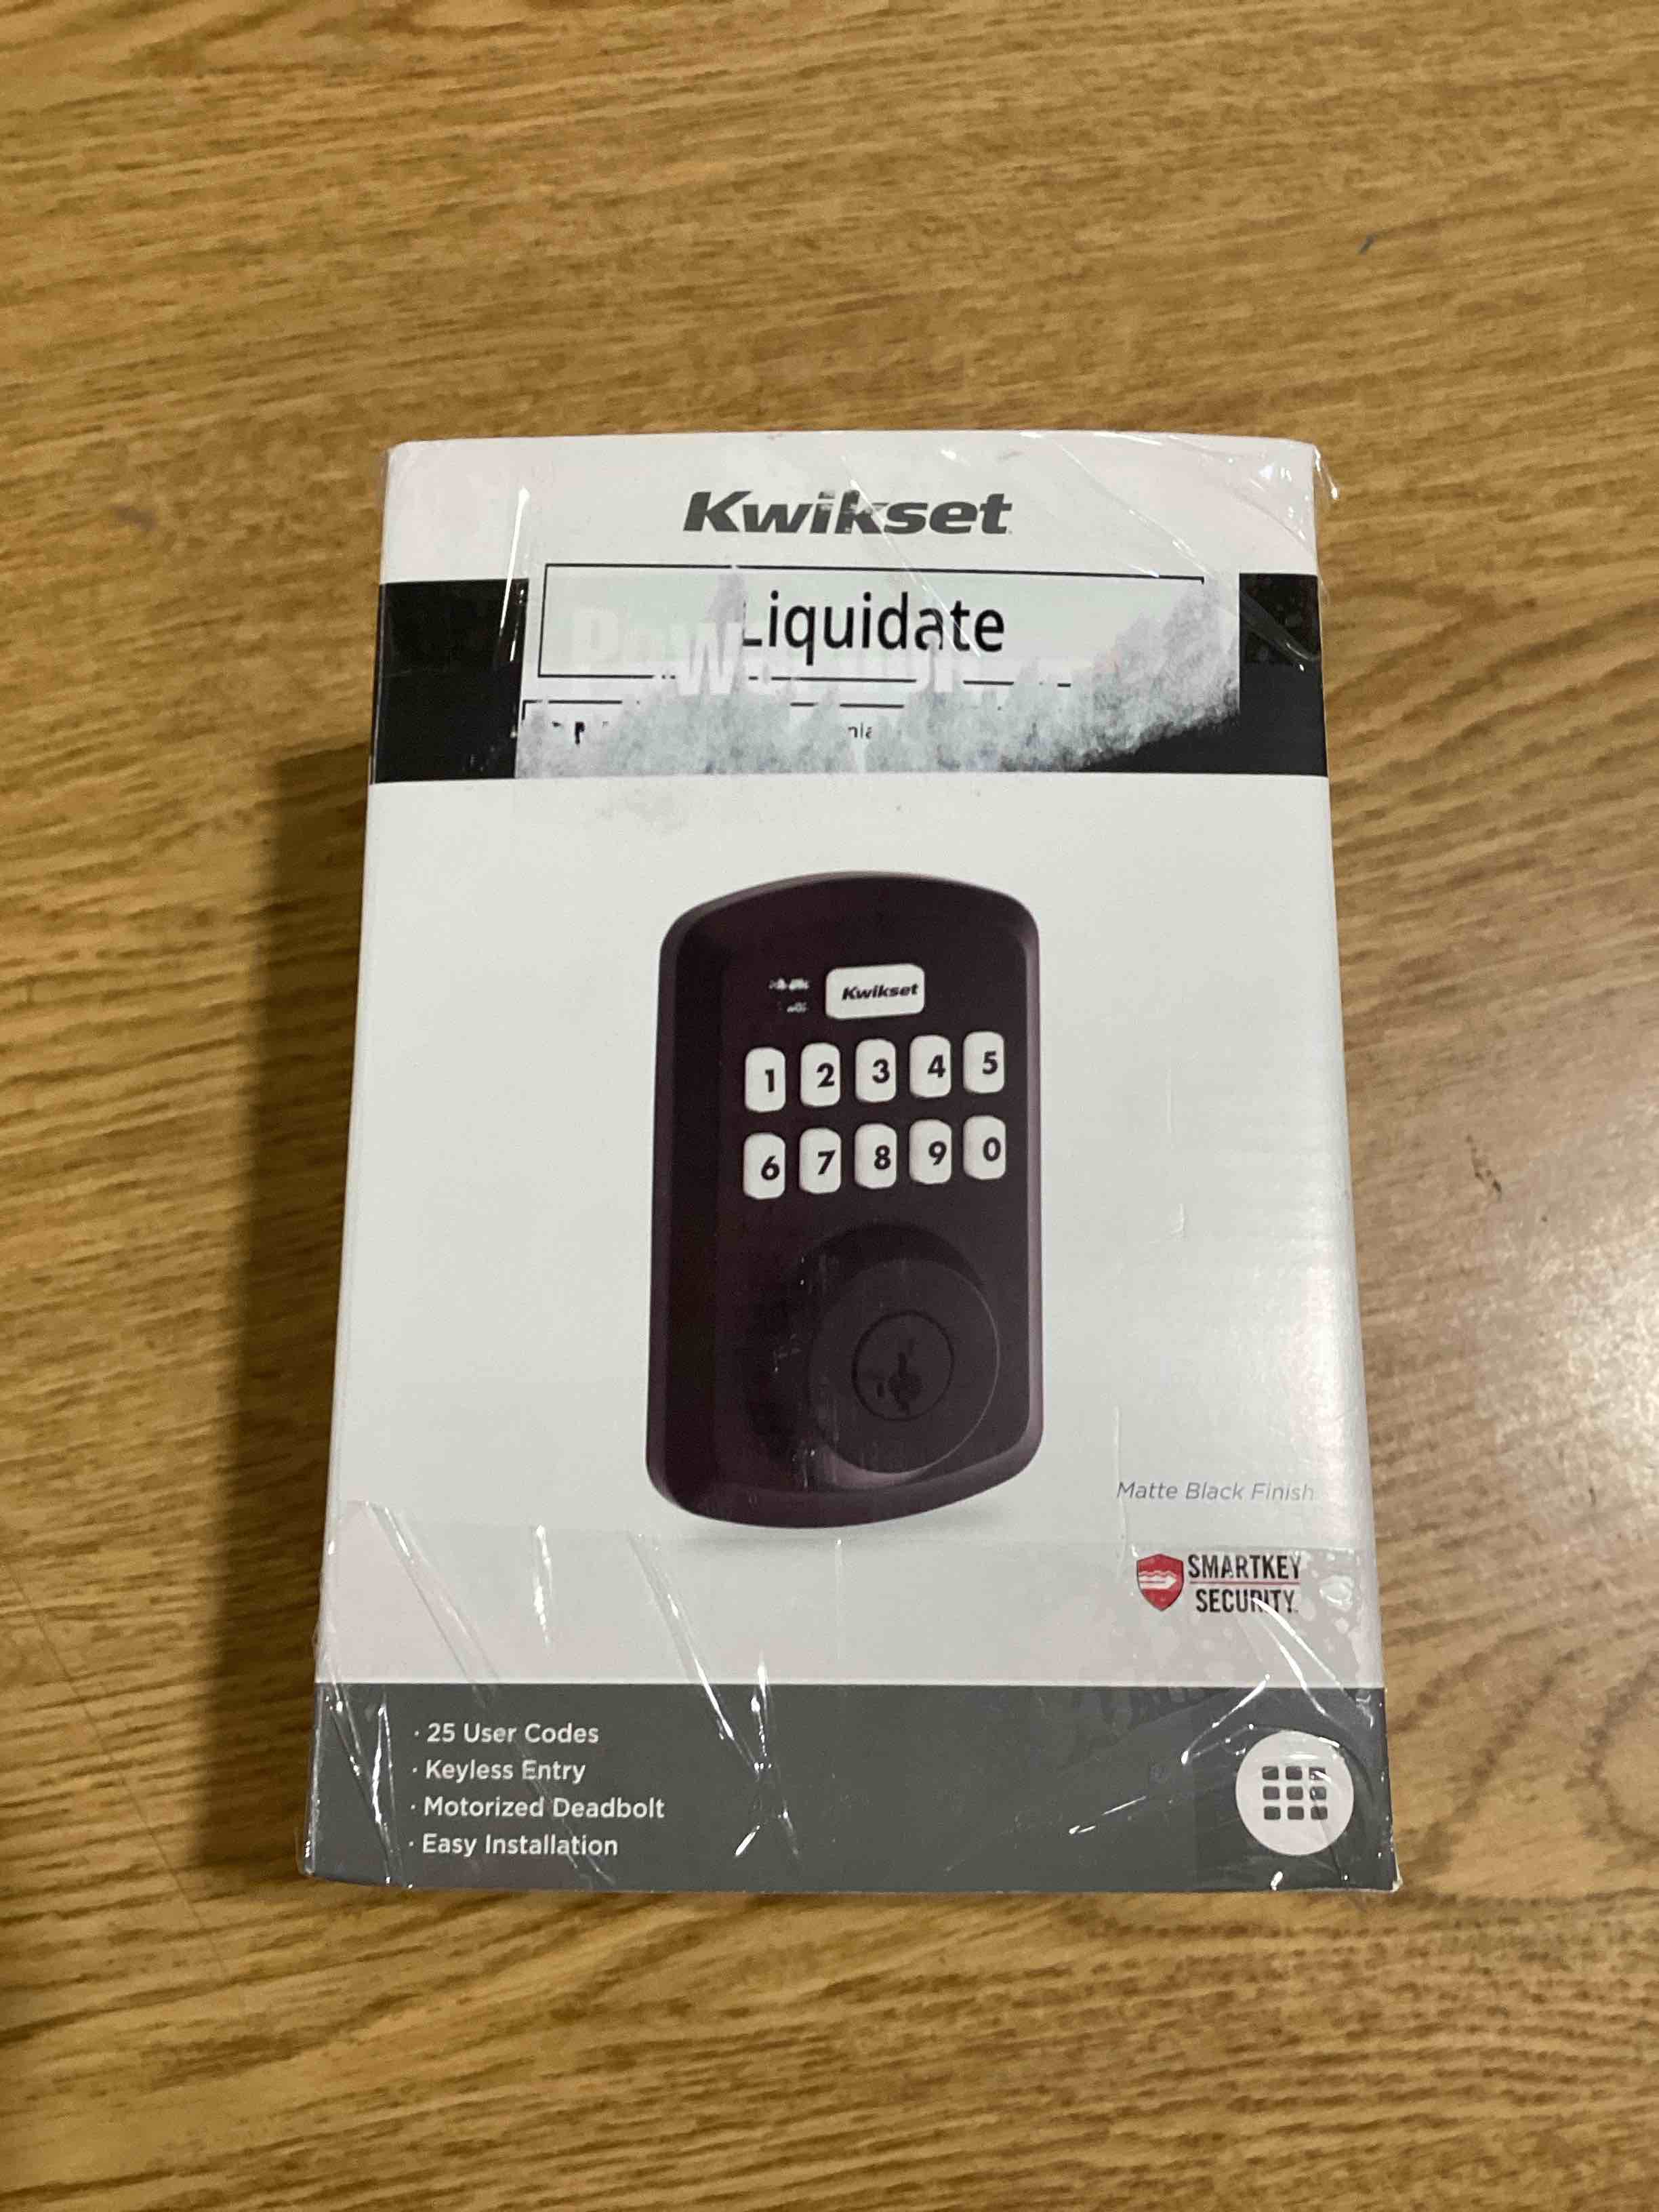 Kwikset
Liquidate
Kwikset
1 2 3 4 5
6 7 8 9 0
Matte Black Finish
SMARTKEY
SECURITY
· 25 User Codes
· Keyless Entry
· Motorized Deadbolt
· Easy Installation